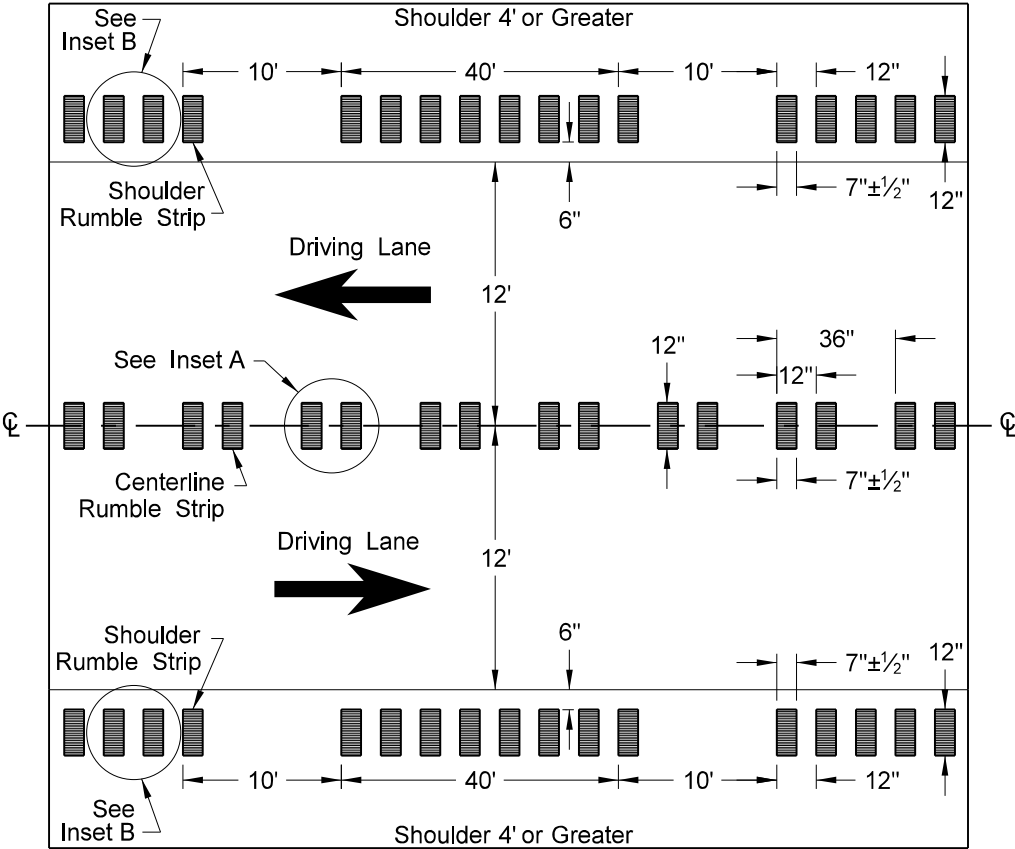 See
Inset B
Shoulder 4' or Greater
10'
40'
10'
12"
Shoulder
Rumble Strip
6"
7"±½"
12"
Driving Lane
12'
See Inset A
12"
36"
12"
℄
℄
Centerline
Rumble Strip
7"±½"
Driving Lane
12'
Shoulder
Rumble Strip
6"
7"±½"
12"
10'
40'
10'
12"
See
Inset B
Shoulder 4' or Greater